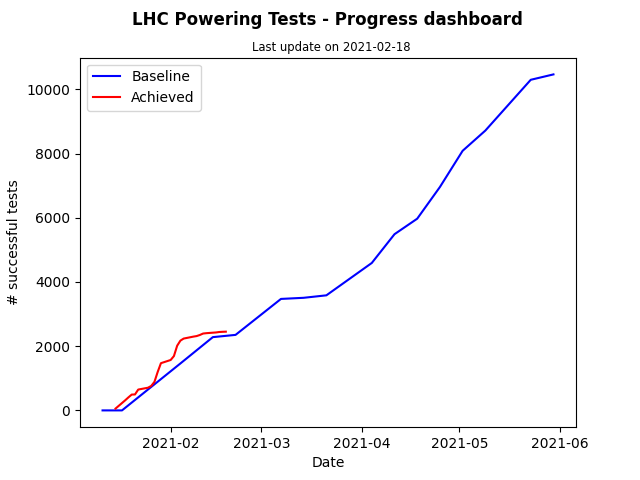 LHC Powering Tests - Progress dashboard
Last update on 2021-02-18
Baseline
Achieved
# successful tests
10000
8000
6000
4000
2000
0
2021-02 2021-03 2021-04 2021-05 2021-06
Date